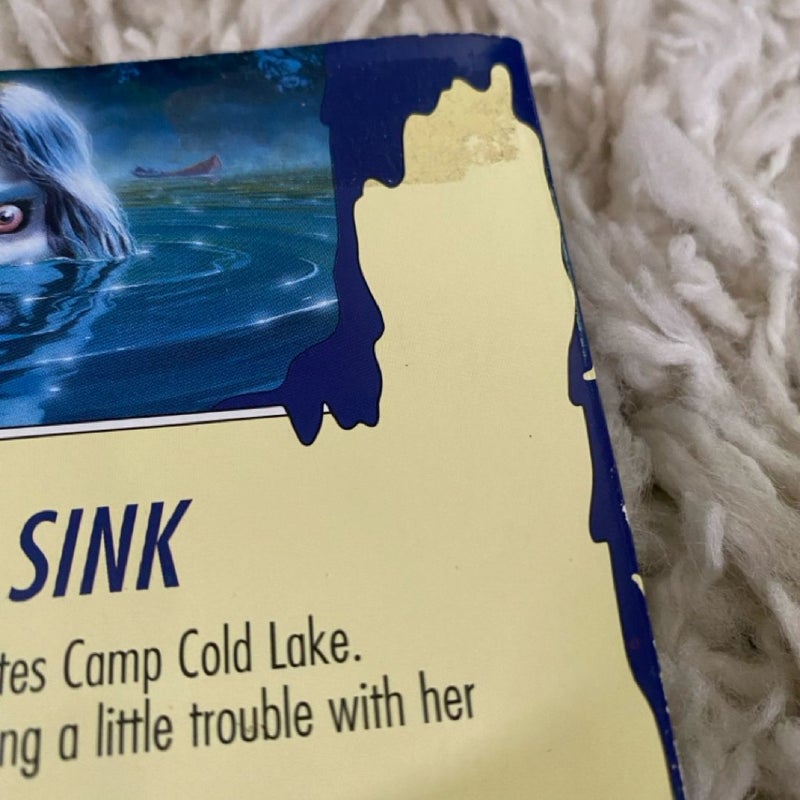 SINK
tes Camp Cold Lake.
ng a little trouble with her